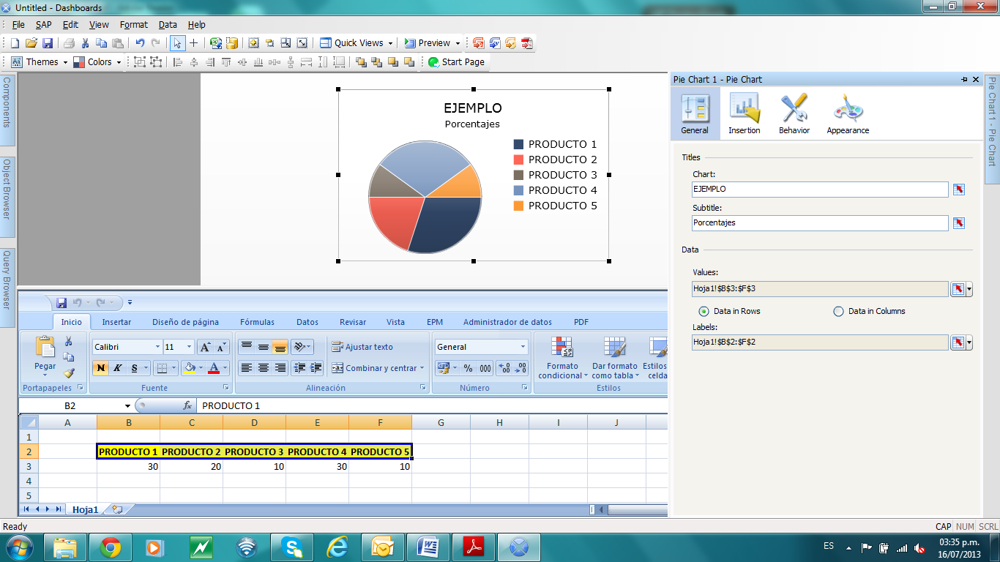 Untitled - Dashboards
File SAP Edit View Format Data Help
Quick Views Preview
Themes Colors Start Page
Components
Object Browser
Query Browser
EJEMPLO
Porcentajes
PRODUCTO 1
PRODUCTO 2
PRODUCTO 3
PRODUCTO 4
PRODUCTO 5
Pie Chart 1 - Pie Chart
General Insertion Behavior Appearance
Titles
Chart:
EJEMPLO
Subtitle:
Porcentajes
Data
Values:
Hoja1!$B$3:$F$3
Data in Rows Data in Columns
Labels:
Hoja1!$B$2:$F$2
Pie Chart 1 - Pie Chart
Inicio Insertar Diseño de página Fórmulas Datos Revisar Vista EPM Administrador de datos PDF
Pegar
Portapapeles
Calibri 11
N K S A
Fuente
Ajustar texto
Combinar y centrar
Alineación
General
% 000
Número
Formato condicional
Dar formato como tabla
Estilos celda
Estilos
B2 fx PRODUCTO 1
A B C D E F G H I J
1
2 PRODUCTO 1 PRODUCTO 2 PRODUCTO 3 PRODUCTO 4 PRODUCTO 5
3 30 20 10 30 10
4
5
Hoja1
Ready CAP NUM SCRL
ES 03:35 p.m.
16/07/2013